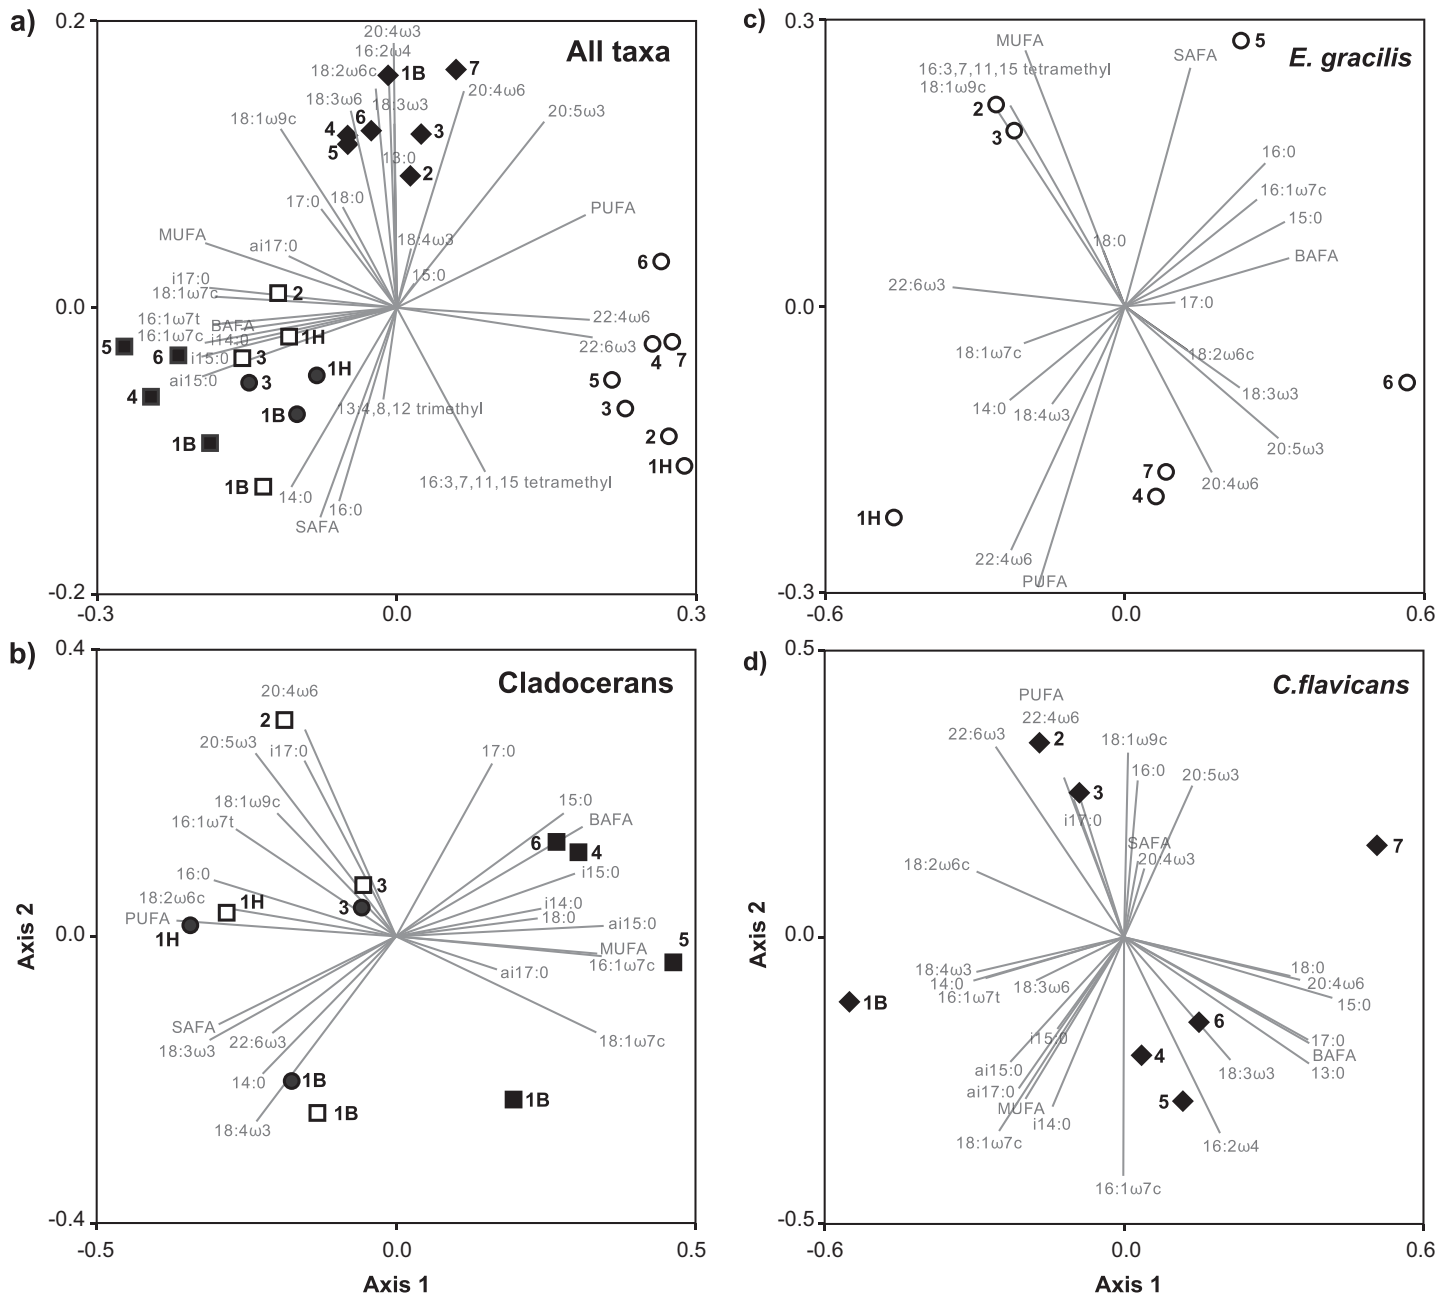 a)
All taxa
0.2
0.0
-0.2
-0.3
0.0
0.3
20:4ω3
16:2ω4
18:2ω6c
1B
7
20:4ω6
18:3ω6
18:3ω3
20:5ω3
18:1ω9c
4
6
3
5
13:0
2
17:0
18:0
PUFA
MUFA
ai17:0
18:4ω3
6
i17:0
15:0
18:1ω7c
2
16:1ω7t
BAFA
22:4ω6
16:1ω7c
i14:0
1H
22:6ω3
4
7
5
6
i15:0
3
ai15:0
3
1H
5
4
1B
13:4,8,12 trimethyl
3
1B
2
1B
14:0
16:3,7,11,15 tetramethyl
1H
16:0
SAFA
c)
E. gracilis
0.3
0.0
-0.3
-0.6
0.0
0.6
MUFA
5
SAFA
16:3,7,11,15 tetramethyl
18:1ω9c
2
3
16:0
16:1ω7c
15:0
18:0
BAFA
22:6ω3
17:0
18:1ω7c
18:2ω6c
6
18:3ω3
14:0
18:4ω3
20:5ω3
7
20:4ω6
4
1H
22:4ω6
PUFA
b)
Cladocerans
0.4
0.0
-0.4
-0.5
0.0
0.5
Axis 2
Axis 1
20:4ω6
2
20:5ω3
i17:0
17:0
18:1ω9c
15:0
16:1ω7t
BAFA
6
4
16:0
3
i15:0
18:2ω6c
1H
3
i14:0
PUFA
18:0
ai15:0
1H
5
MUFA
16:1ω7c
ai17:0
SAFA
18:3ω3
22:6ω3
18:1ω7c
14:0
1B
1B
1B
18:4ω3
d)
C.flavicans
0.5
0.0
-0.5
-0.6
0.0
0.6
Axis 2
Axis 1
PUFA
22:4ω6
22:6ω3
2
18:1ω9c
16:0
20:5ω3
3
i17:0
SAFA
7
18:2ω6c
20:4ω3
18:4ω3
18:0
14:0
18:3ω6
20:4ω6
16:1ω7t
15:0
1B
6
i15:0
17:0
4
BAFA
ai15:0
18:3ω3
13:0
ai17:0
5
MUFA
i14:0
18:1ω7c
16:2ω4
16:1ω7c